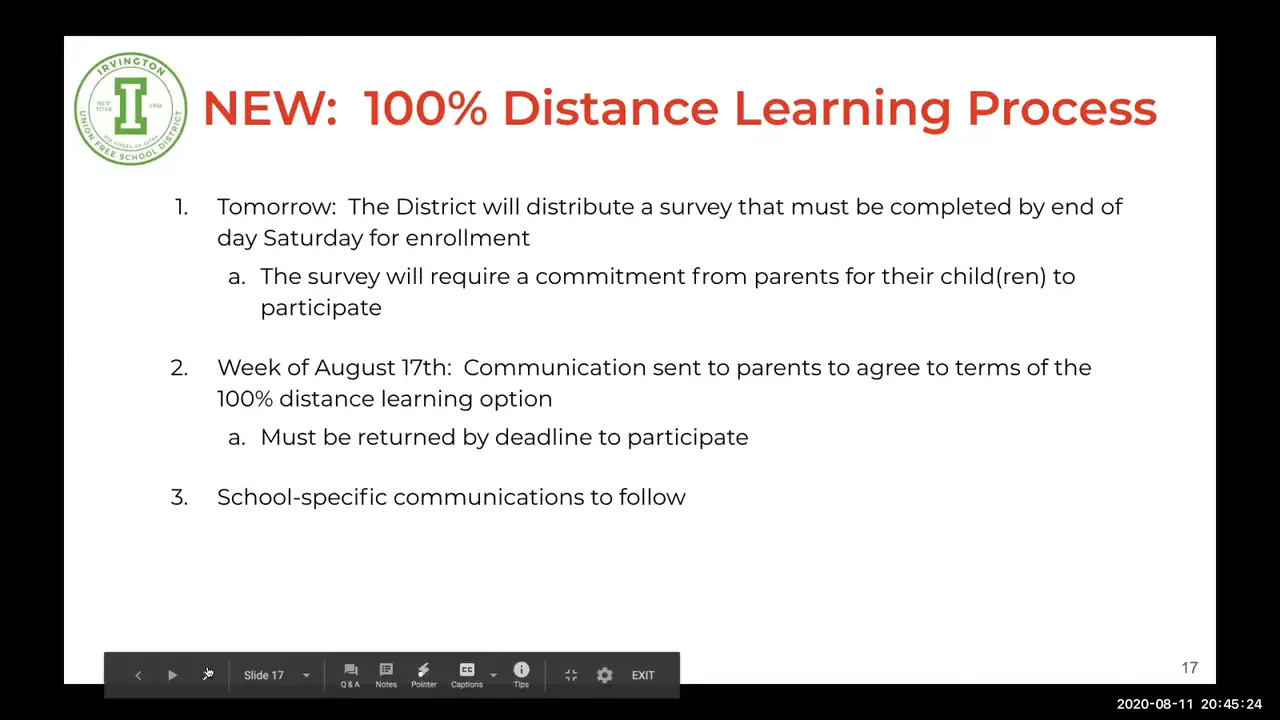 IRVINGTON
NEW YORK
1956
UNION FREE SCHOOL DISTRICT
NEW:  100% Distance Learning Process
1. Tomorrow:  The District will distribute a survey that must be completed by end of
day Saturday for enrollment
a. The survey will require a commitment from parents for their child(ren) to
participate
2. Week of August 17th:  Communication sent to parents to agree to terms of the
100% distance learning option
a. Must be returned by deadline to participate
3. School-specific communications to follow
17
Slide 17
Q & A
Notes
Pointer
CC
Captions
Tips
EXIT
2020-08-11 20:45:24